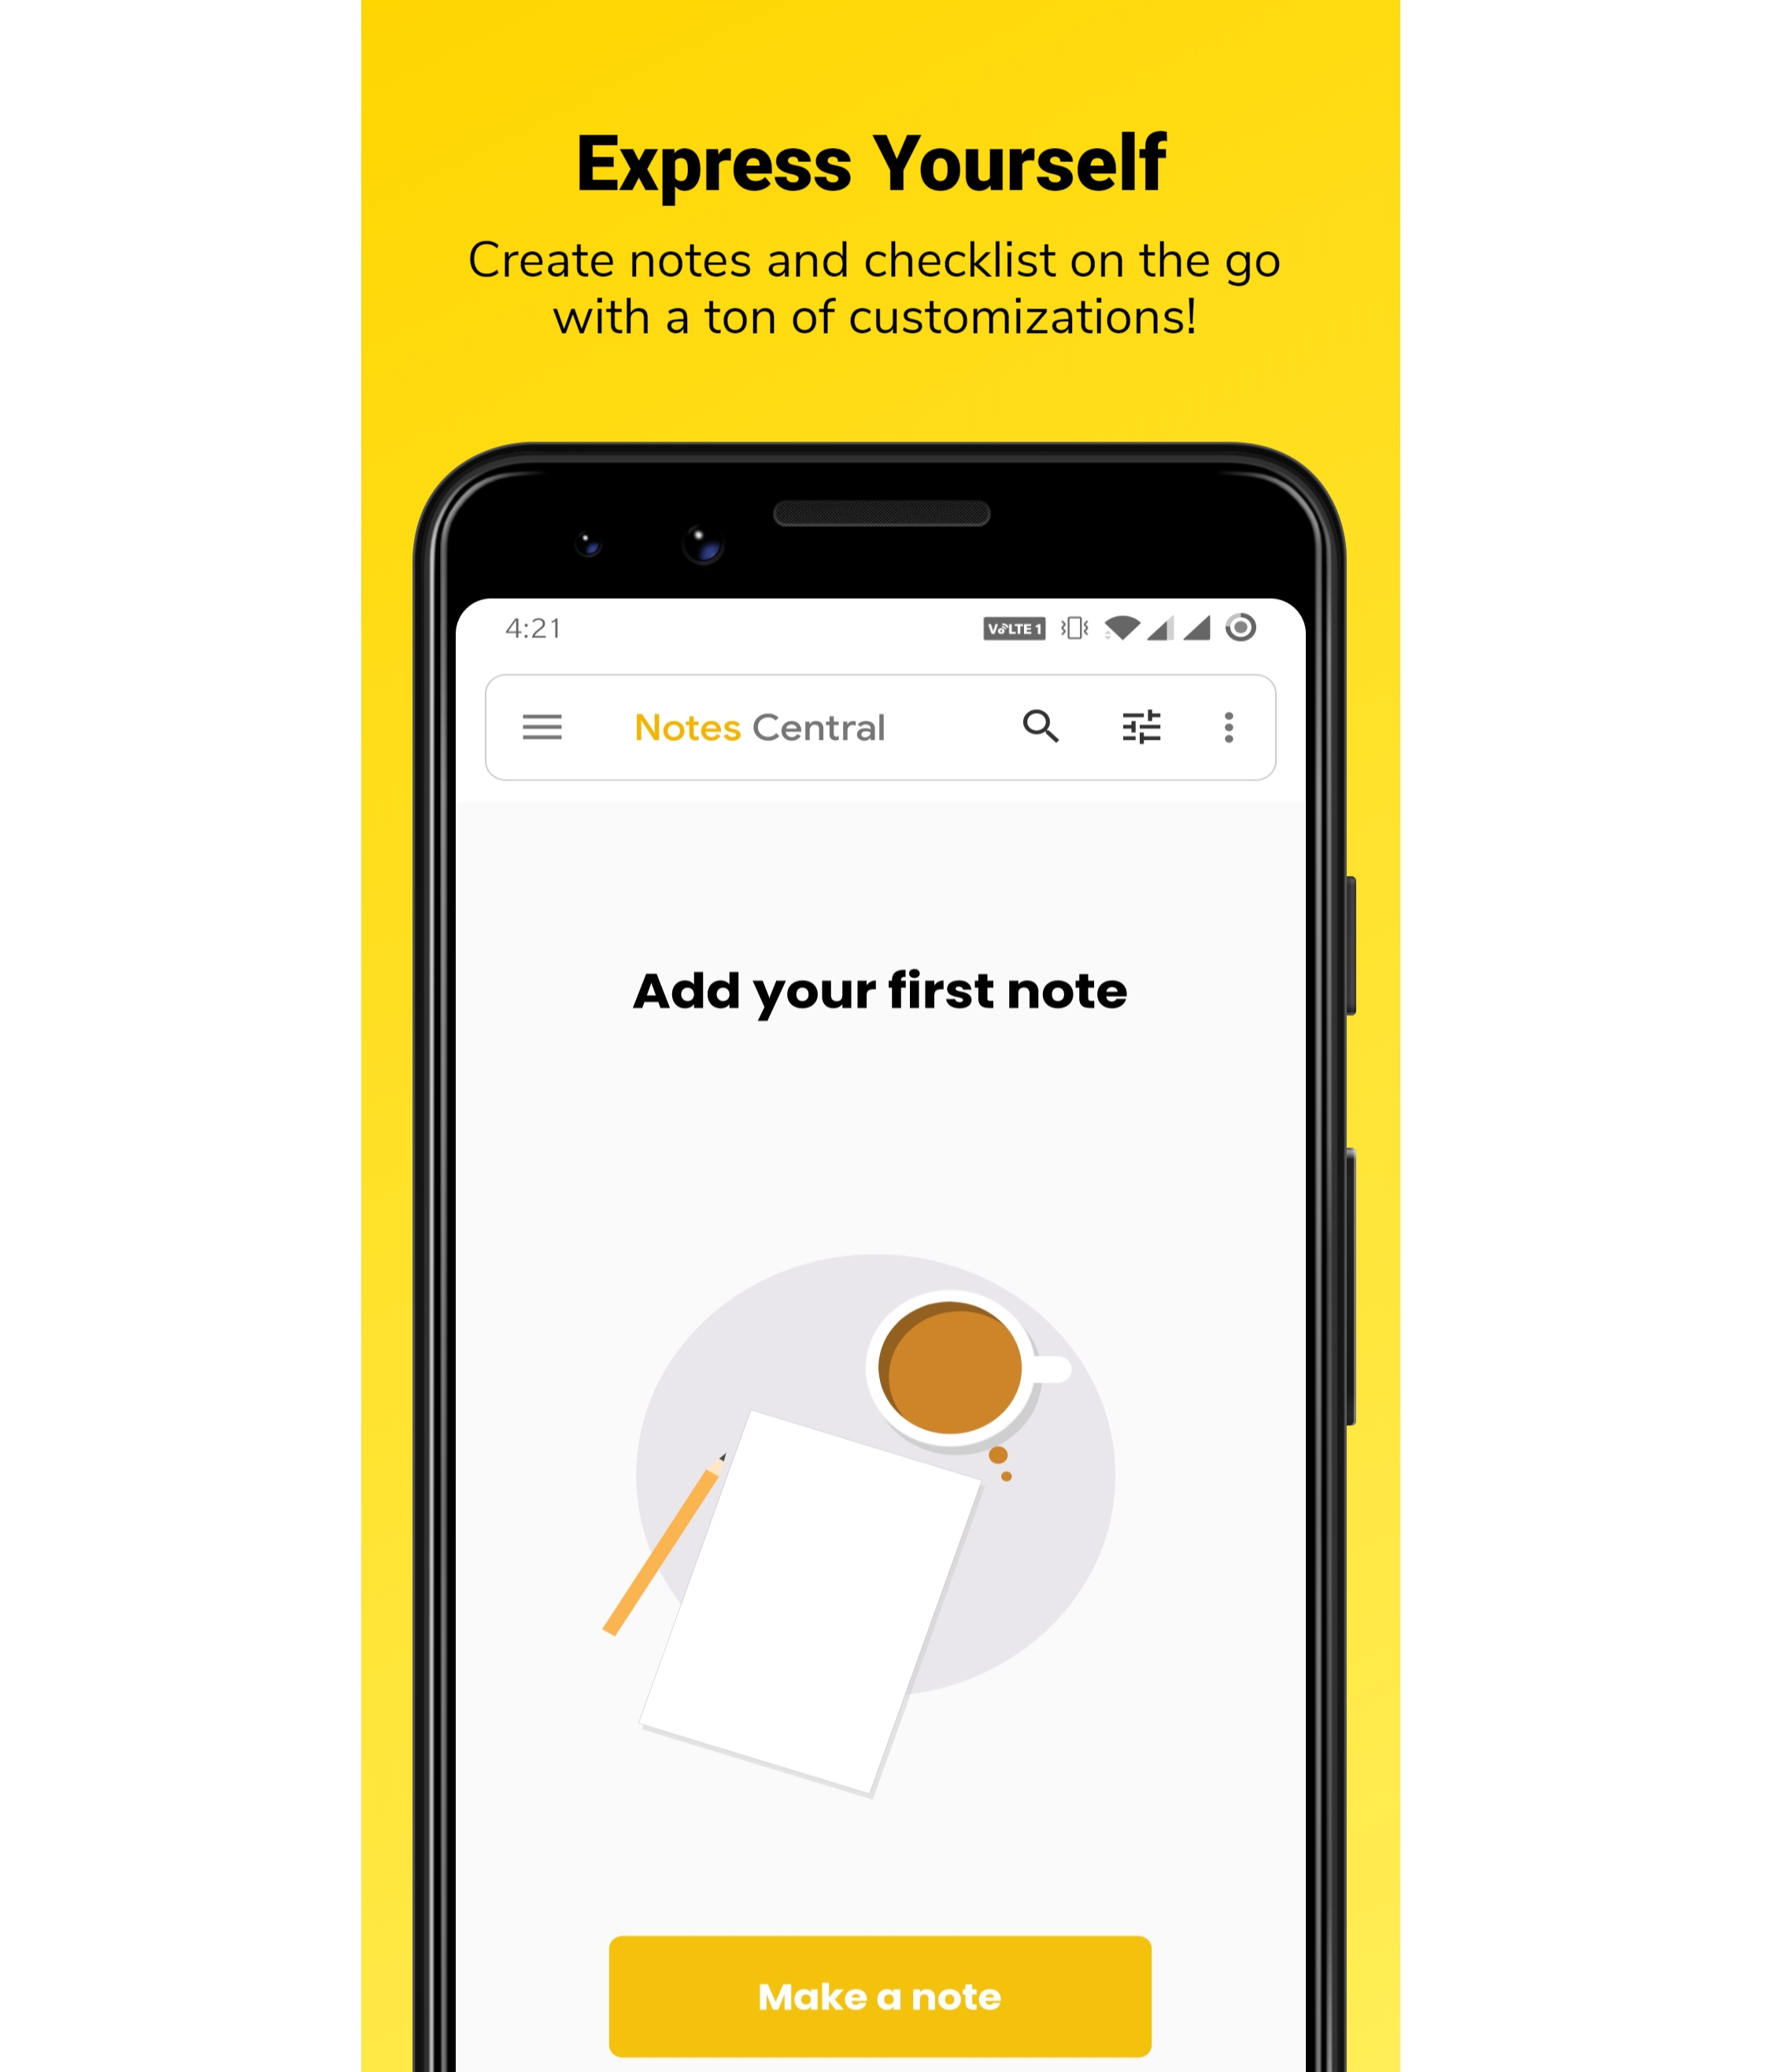 Express Yourself
Create notes and checklist on the go
with a ton of customizations!
4:21
VoLTE 1
Notes Central
Add your first note
Make a note